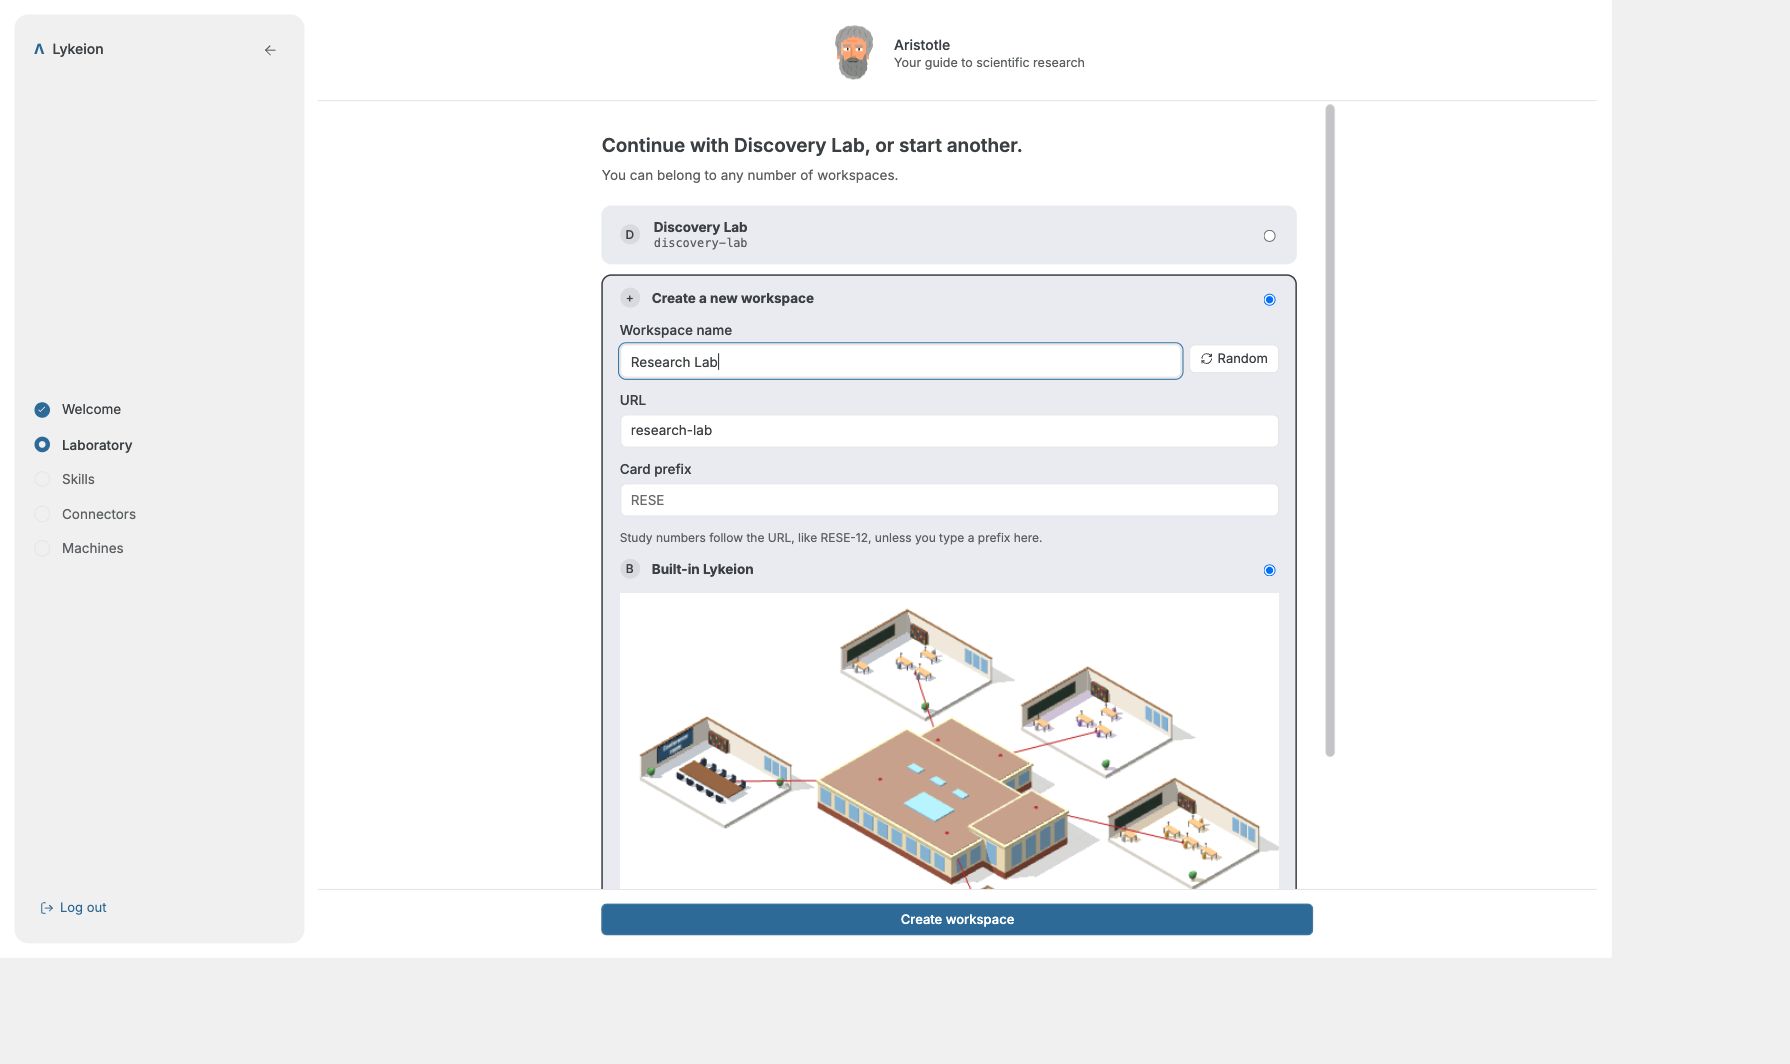 Lykeion
Aristotle
Your guide to scientific research
Continue with Discovery Lab, or start another.
You can belong to any number of workspaces.
D
Discovery Lab
discovery-lab
+ Create a new workspace
Workspace name
Research Lab
Random
URL
research-lab
Card prefix
RESE
Study numbers follow the URL, like RESE-12, unless you type a prefix here.
B Built-in Lykeion
Conference
Room
Welcome
Laboratory
Skills
Connectors
Machines
Log out
Create workspace